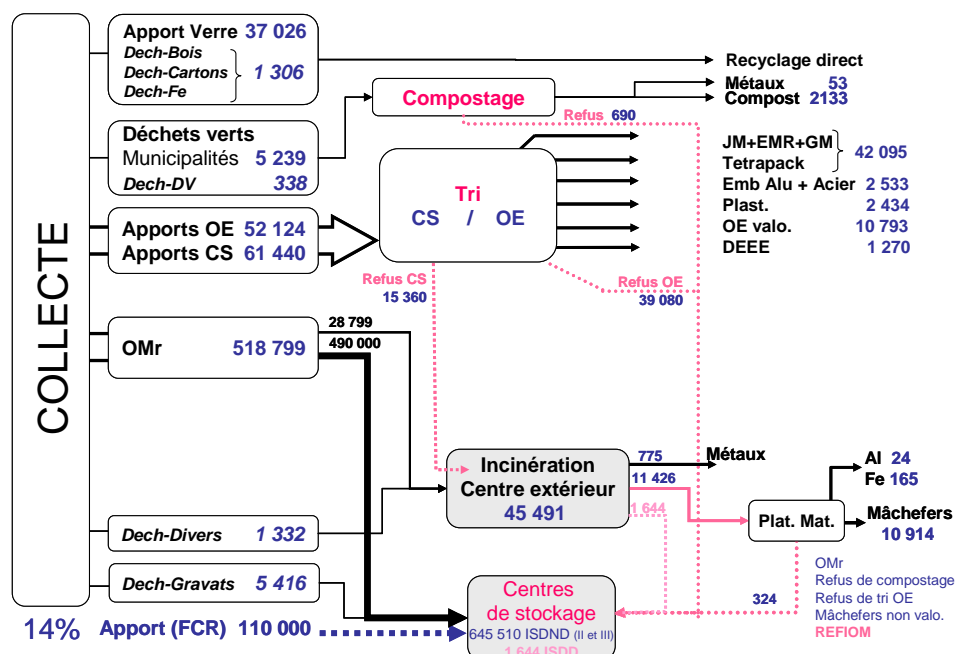 COLLECTE
Apport Verre 37 026
Dech-Bois
Dech-Cartons 1 306
Dech-Fe
Recyclage direct
Métaux 53
Compost 2133
Compostage
Refus 690
Déchets verts
Municipalités 5 239
Dech-DV 338
Tri
CS / OE
JM+EMR+GM
Tetrapack
42 095
Emb Alu + Acier 2 533
Plast. 2 434
OE valo. 10 793
DEEE 1 270
Apports OE 52 124
Apports CS 61 440
Refus CS
15 360
Refus OE
39 080
28 799
OMr 518 799
490 000
Incinération
Centre extérieur
45 491
775
Métaux
11 426
1 644
Al 24
Fe 165
Plat. Mat.
Mâchefers
10 914
Dech-Divers 1 332
Dech-Gravats 5 416
Centres
de stockage
645 510 ISDND (II et III)
1 644 ISDD
324
OMr
Refus de compostage
Refus de tri OE
Mâchefers non valo.
REFIOM
14% Apport (FCR) 110 000